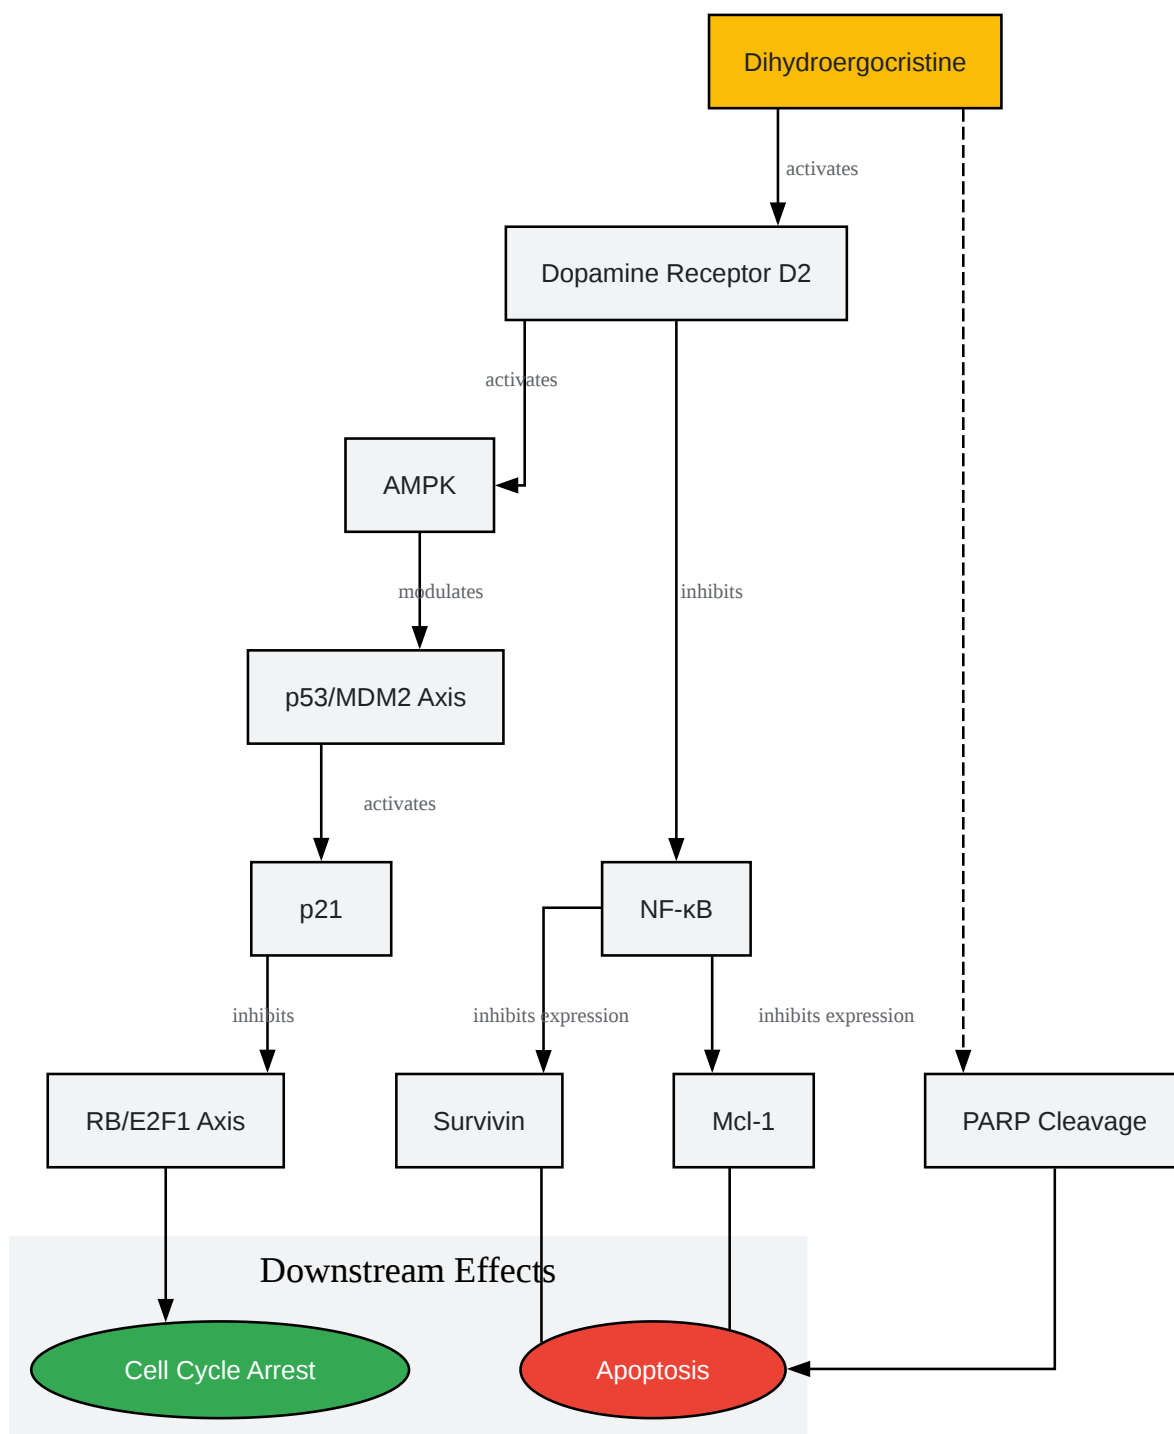 Dihydroergocristine
activates
Dopamine Receptor D2
activates
AMPK
modulates
inhibits
p53/MDM2 Axis
activates
p21
NF-κB
inhibits
inhibits expression
inhibits expression
RB/E2F1 Axis
Survivin
Mcl-1
PARP Cleavage
Downstream Effects
Cell Cycle Arrest
Apoptosis